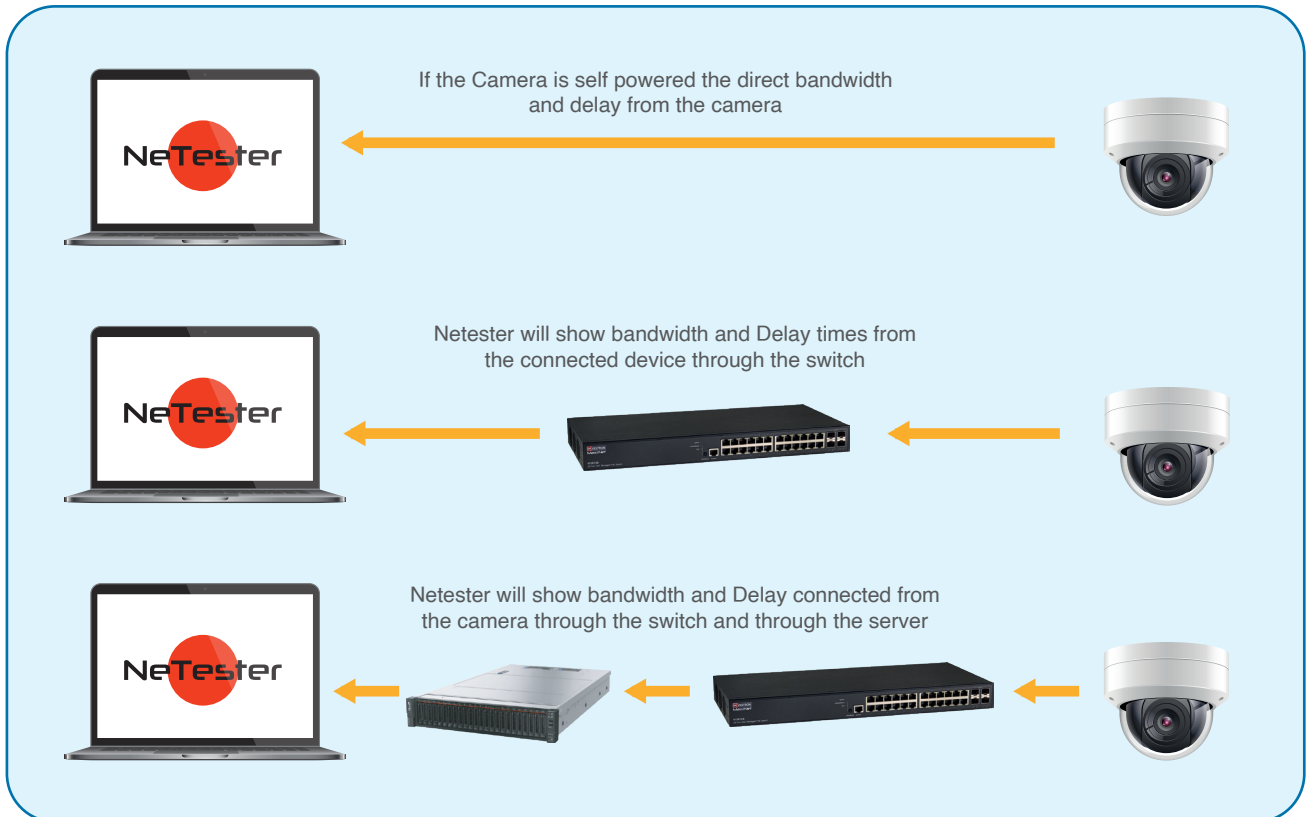 If the Camera is self powered the direct bandwidth
and delay from the camera
NeTester
Netester will show bandwidth and Delay times from
the connected device through the switch
NeTester
Netester will show bandwidth and Delay connected from
the camera through the switch and through the server
NeTester